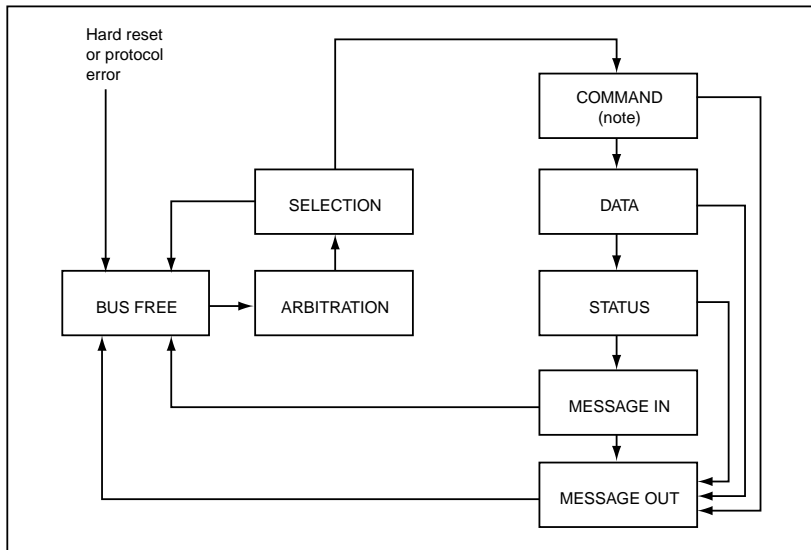 Hard reset
or protocol
error
COMMAND
(note)
SELECTION
DATA
BUS FREE
ARBITRATION
STATUS
MESSAGE IN
MESSAGE OUT